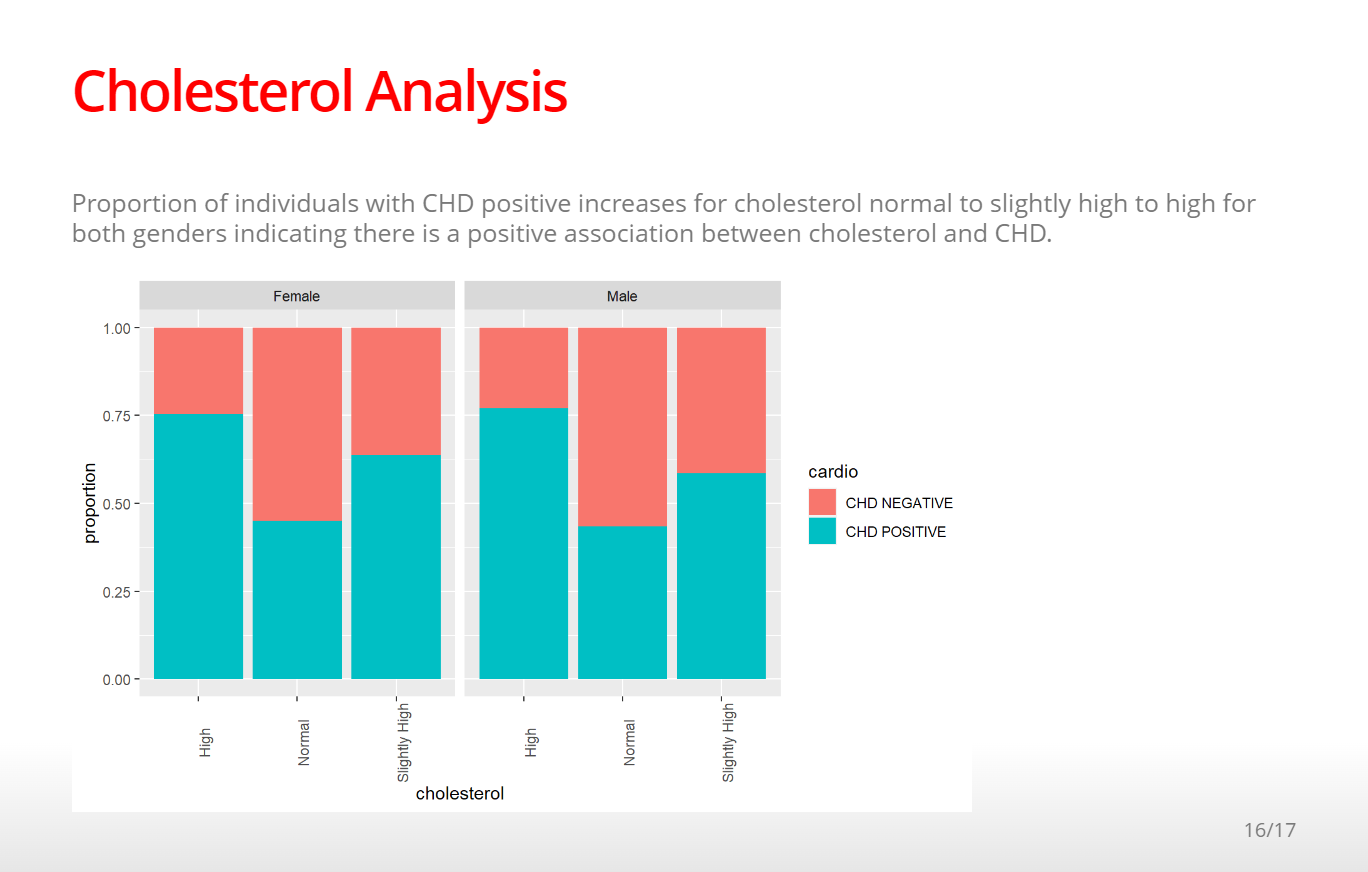 Cholesterol Analysis
Proportion of individuals with CHD positive increases for cholesterol normal to slightly high to high for
both genders indicating there is a positive association between cholesterol and CHD.
Female
Male
1.00
0.75
0.50
0.25
0.00
proportion
High
Normal
Slightly High
High
Normal
Slightly High
cholesterol
cardio
CHD NEGATIVE
CHD POSITIVE
16/17